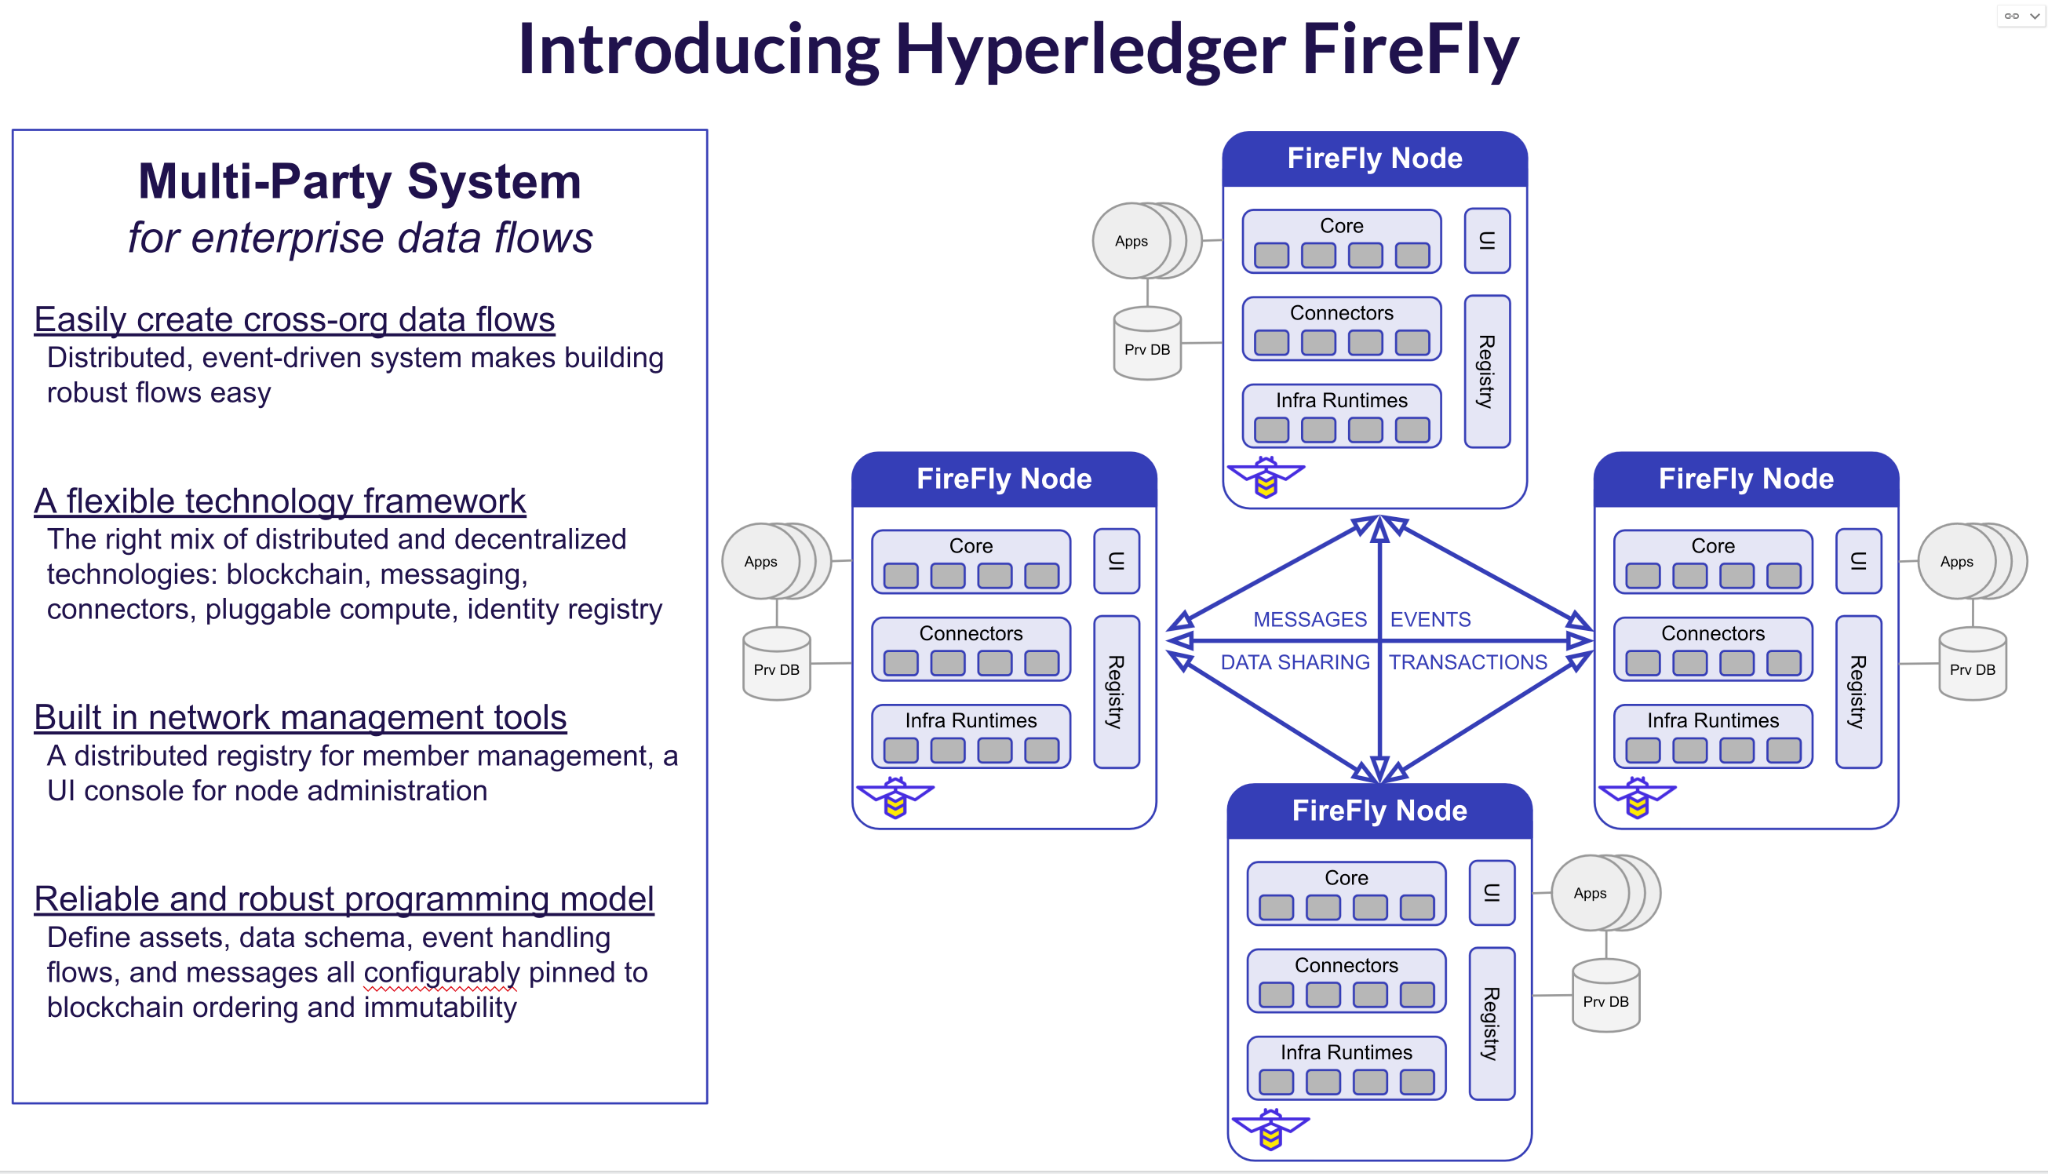 Introducing Hyperledger FireFly
Multi-Party System
for enterprise data flows
Easily create cross-org data flows
Distributed, event-driven system makes building
robust flows easy
A flexible technology framework
The right mix of distributed and decentralized
technologies: blockchain, messaging,
connectors, pluggable compute, identity registry
Built in network management tools
A distributed registry for member management, a
UI console for node administration
Reliable and robust programming model
Define assets, data schema, event handling
flows, and messages all configurably pinned to
blockchain ordering and immutability
FireFly Node
Core
UI
Connectors
Registry
Infra Runtimes
Apps
Prv DB
FireFly Node
Core
UI
Connectors
Registry
Infra Runtimes
Apps
Prv DB
MESSAGES
EVENTS
DATA SHARING
TRANSACTIONS
FireFly Node
Core
UI
Connectors
Registry
Infra Runtimes
Apps
Prv DB
FireFly Node
Core
UI
Connectors
Registry
Infra Runtimes
Apps
Prv DB